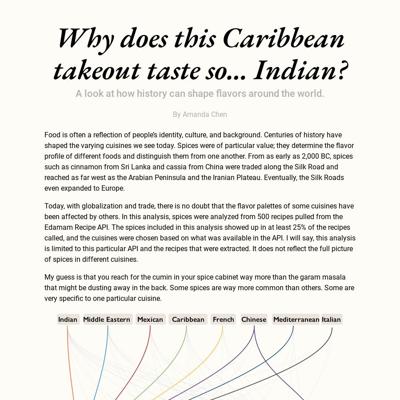 Why does this Caribbean
takeout taste so... Indian?
A look at how history can shape flavors around the world.
By Amanda Chen
Food is often a reflection of people's identity, culture, and background. Centuries of history have
shaped the varying cuisines we see today. Spices were of particular value; they determine the flavor
profile of different foods and distinguish them from one another. From as early as 2,000 BC, spices
such as cinnamon from Sri Lanka and cassia from China were traded along the Silk Road and
reached as far west as the Arabian Peninsula and the Iranian Plateau. Eventually, the Silk Roads
even expanded to Europe.
Today, with globalization and trade, there is no doubt that the flavor palettes of some cuisines have
been affected by others. In this analysis, spices were analyzed from 500 recipes pulled from the
Edamam Recipe API. The spices included in this analysis showed up in at least 25% of the recipes
called, and the cuisines were chosen based on what was available in the API. I will say, this analysis
is limited to this particular API and the recipes that were extracted. It does not reflect the full picture
of spices in different cuisines.
My guess is that you reach for the cumin in your spice cabinet way more than the garam masala
that might be dusting away in the back. Some spices are way more common than others. Some are
very specific to one particular cuisine.
Indian Middle Eastern Mexican Caribbean French Chinese Mediterranean Italian